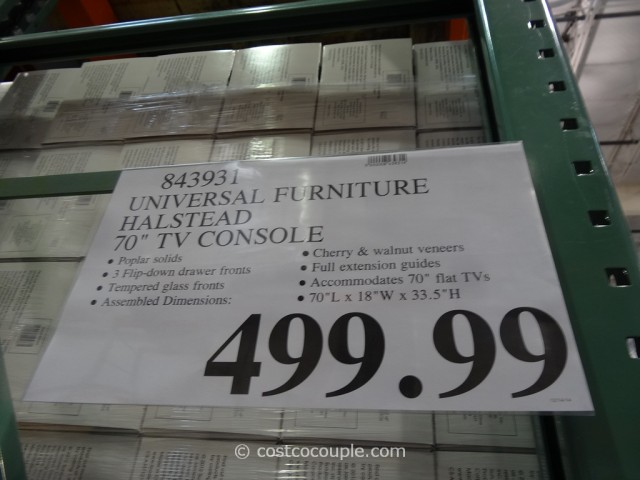 843931
UNIVERSAL FURNITURE
HALSTEAD
70" TV CONSOLE
• Poplar solids
• 3 Flip-down drawer fronts
• Tempered glass fronts
• Assembled Dimensions:
• Cherry & walnut veneers
• Full extension guides
• Accommodates 70" flat TVs
• 70"L x 18"W x 33.5"H
499.99
© costcocouple.com